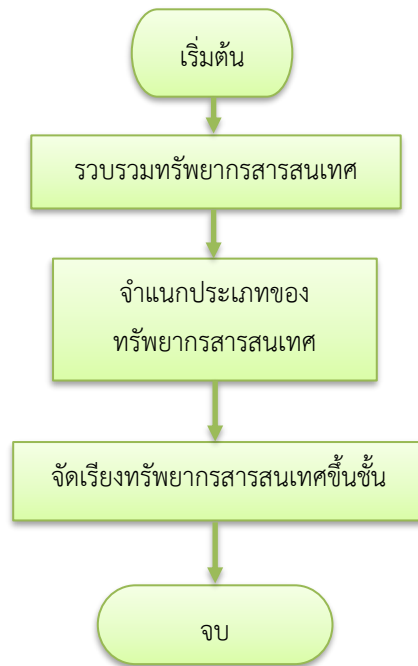 เริ่มต้น
รวบรวมทรัพยากรสารสนเทศ
จำแนกประเภทของ
ทรัพยากรสารสนเทศ
จัดเรียงทรัพยากรสารสนเทศขึ้นชั้น
จบ